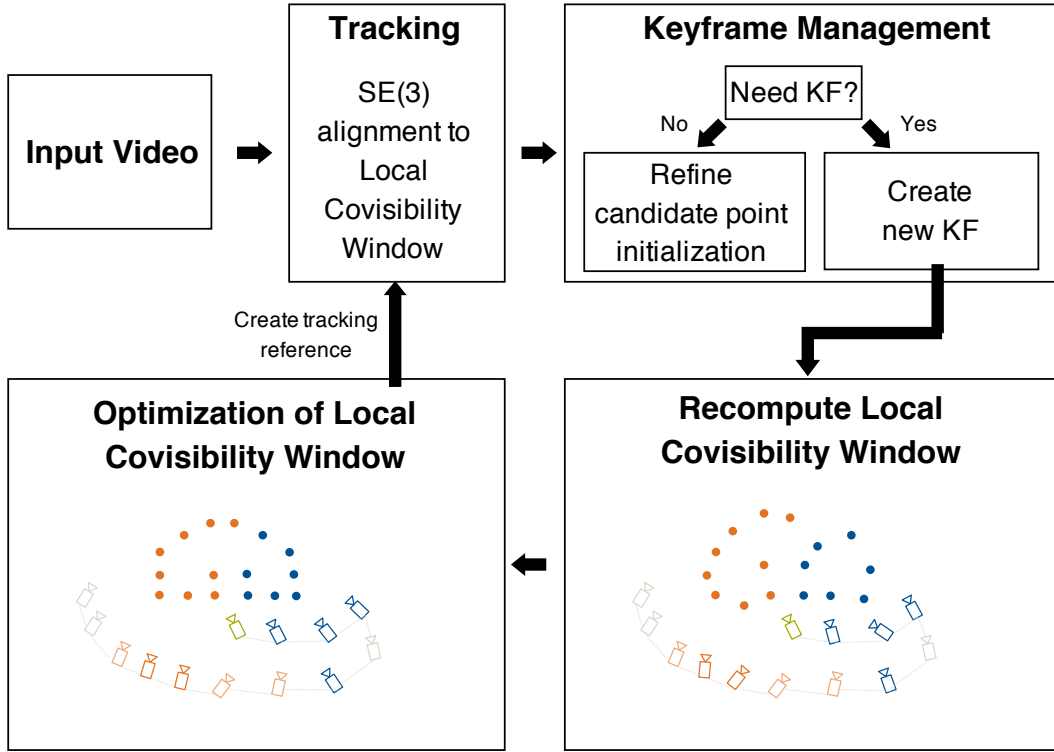 Input Video
Tracking
SE(3)
alignment to
Local
Covisibility
Window
Keyframe Management
Need KF?
No
Yes
Refine
candidate point
initialization
Create
new KF
Create tracking
reference
Optimization of Local
Covisibility Window
Recompute Local
Covisibility Window